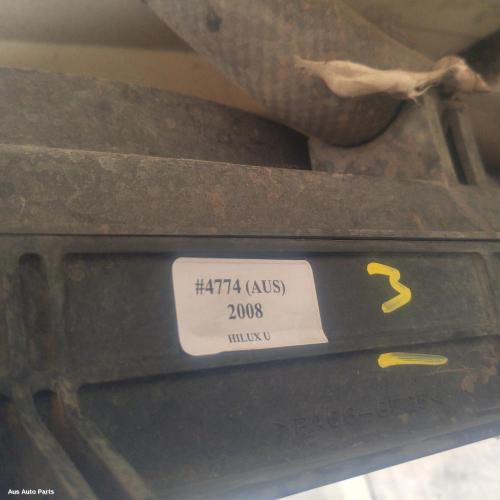 #4774 (AUS)
2008
HILUX U
3
Aus Auto Parts